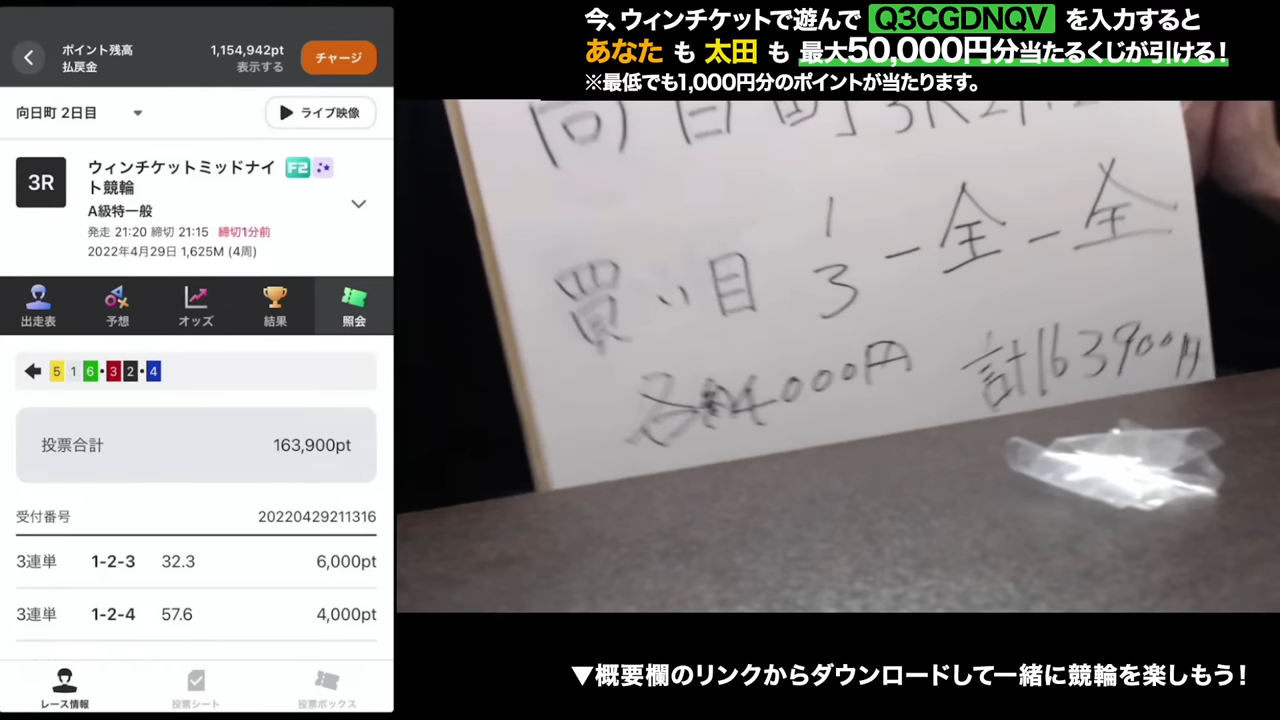 今、ウィンチケットで遊んで Q3CGDNQV を入力すると
あなた も 太田 も 最大50,000円分当たるくじが引ける!
※最低でも1,000円分のポイントが当たります。
ポイント残高 1,154,942pt
払戻金 表示する
チャージ
向日町 2日目
ライブ映像
3R
ウィンチケットミッドナイ
ト競輪
F2
A級特一般
発走 21:20 締切 21:15 締切1分前
2022年4月29日 1,625M (4周)
出走表 予想 オッズ 結果 照会
5 1 6・3 2・4
投票合計 163,900pt
受付番号 20220429211316
3連単 1-2-3 32.3 6,000pt
3連単 1-2-4 57.6 4,000pt
レース情報 投票シート 投票ボックス
向日町3R
買い目 1 3 - 全 - 全
各約4000円 計163900円
▼概要欄のリンクからダウンロードして一緒に競輪を楽しもう!